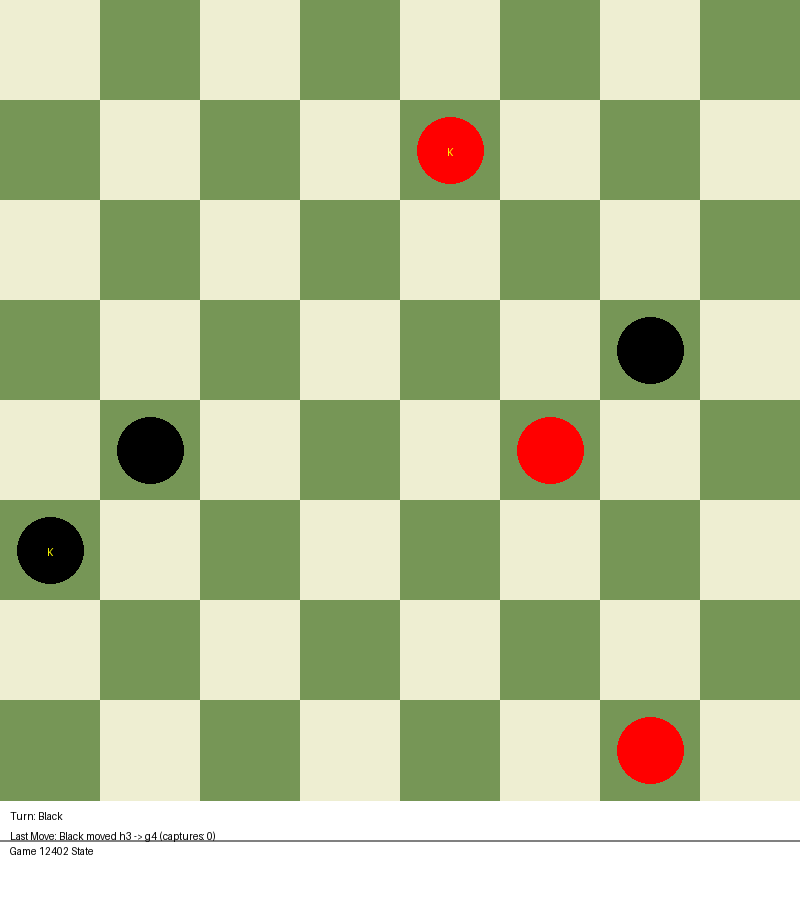 K
K
Turn: Black
Last Move: Black moved h3 -> g4 (captures: 0)
Game 12402 State